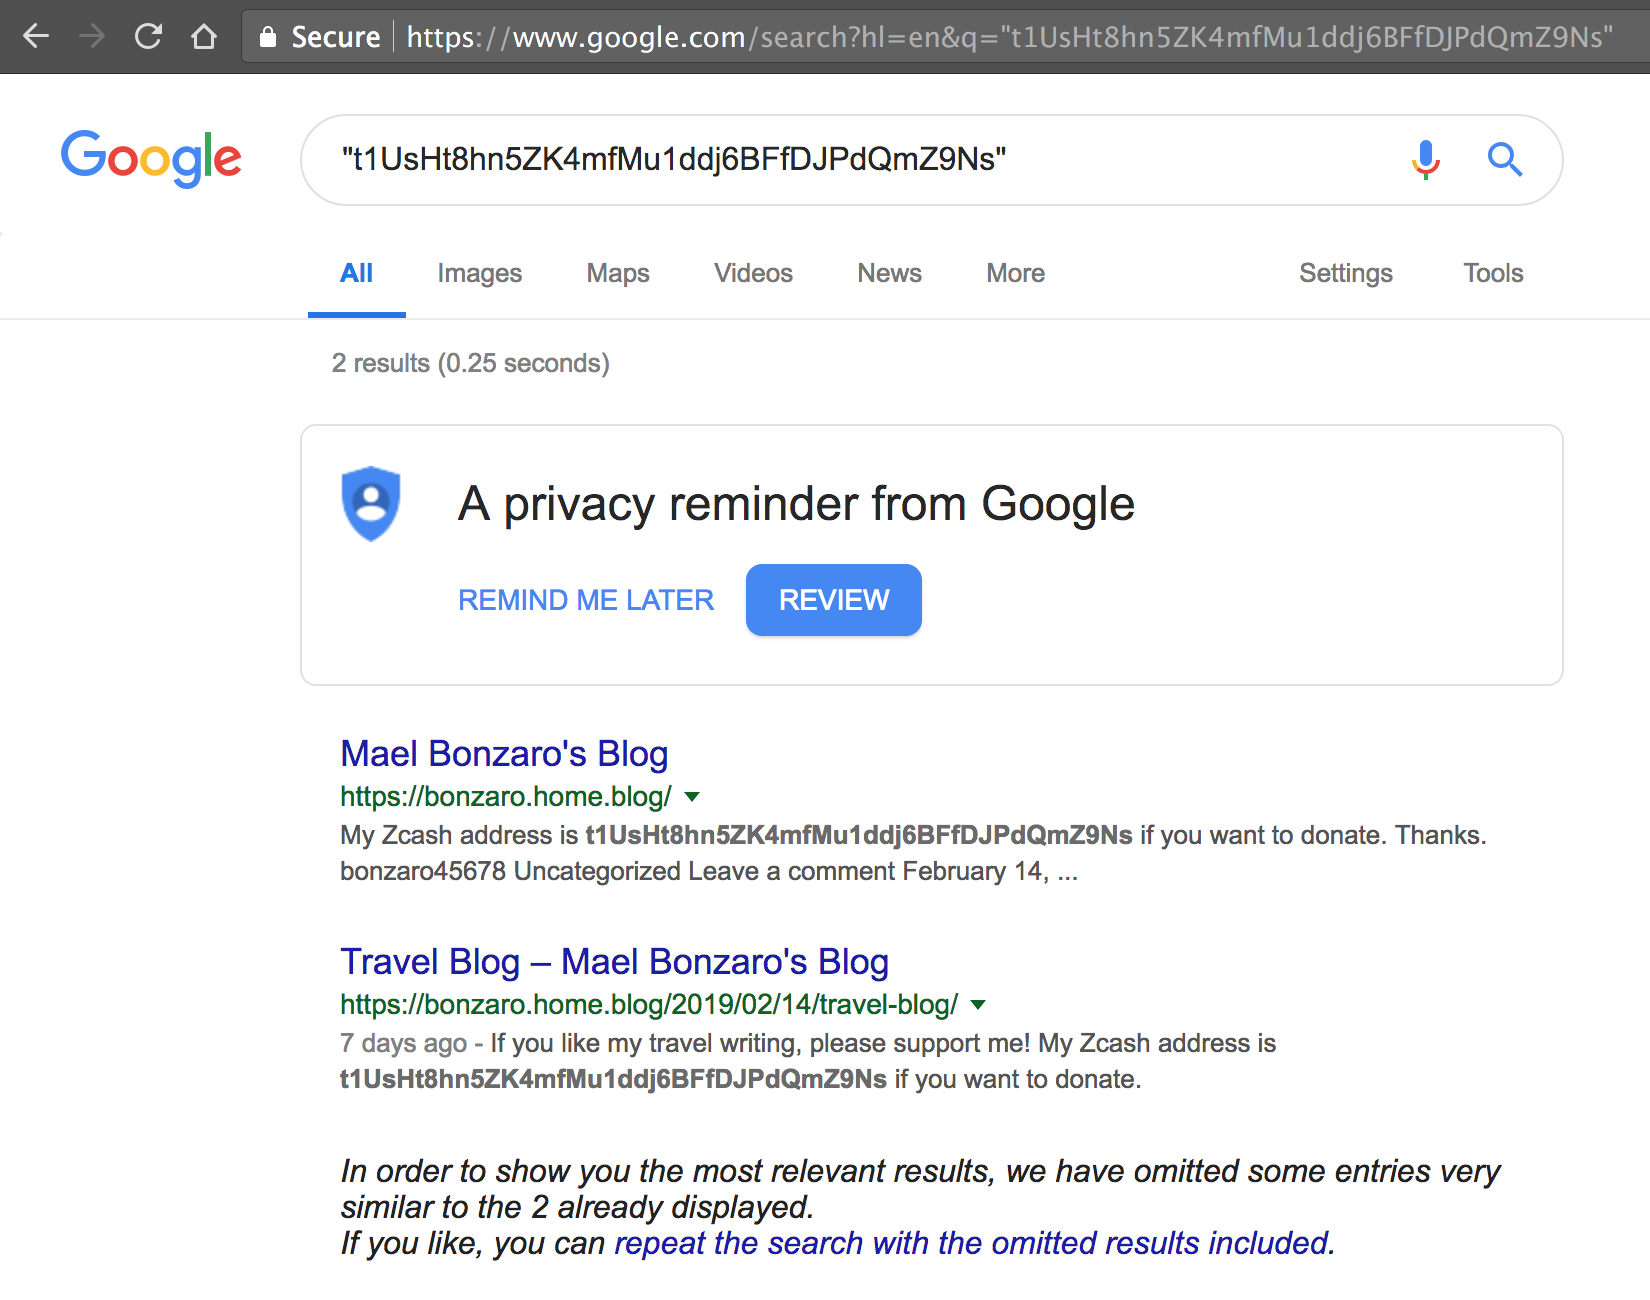 Secure https://www.google.com/search?hl=en&q="t1UsHt8hn5ZK4mfMu1ddj6BFfDJPdQmZ9Ns"
Google "t1UsHt8hn5ZK4mfMu1ddj6BFfDJPdQmZ9Ns"
All Images Maps Videos News More Settings Tools
2 results (0.25 seconds)
A privacy reminder from Google
REMIND ME LATER REVIEW
Mael Bonzaro's Blog
https://bonzaro.home.blog/
My Zcash address is t1UsHt8hn5ZK4mfMu1ddj6BFfDJPdQmZ9Ns if you want to donate. Thanks.
bonzaro45678 Uncategorized Leave a comment February 14, ...
Travel Blog – Mael Bonzaro's Blog
https://bonzaro.home.blog/2019/02/14/travel-blog/
7 days ago - If you like my travel writing, please support me! My Zcash address is
t1UsHt8hn5ZK4mfMu1ddj6BFfDJPdQmZ9Ns if you want to donate.
In order to show you the most relevant results, we have omitted some entries very
similar to the 2 already displayed.
If you like, you can repeat the search with the omitted results included.